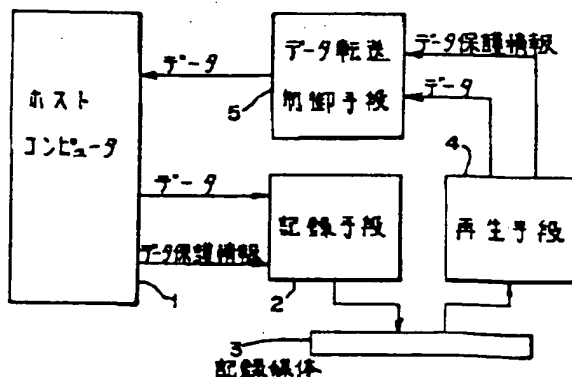 ホスト
コンピュータ
1
データ
データ転送
制御手段
5
データ保護情報
データ
データ
データ保護情報
記録手段
2
4
再生手段
3
記録媒体